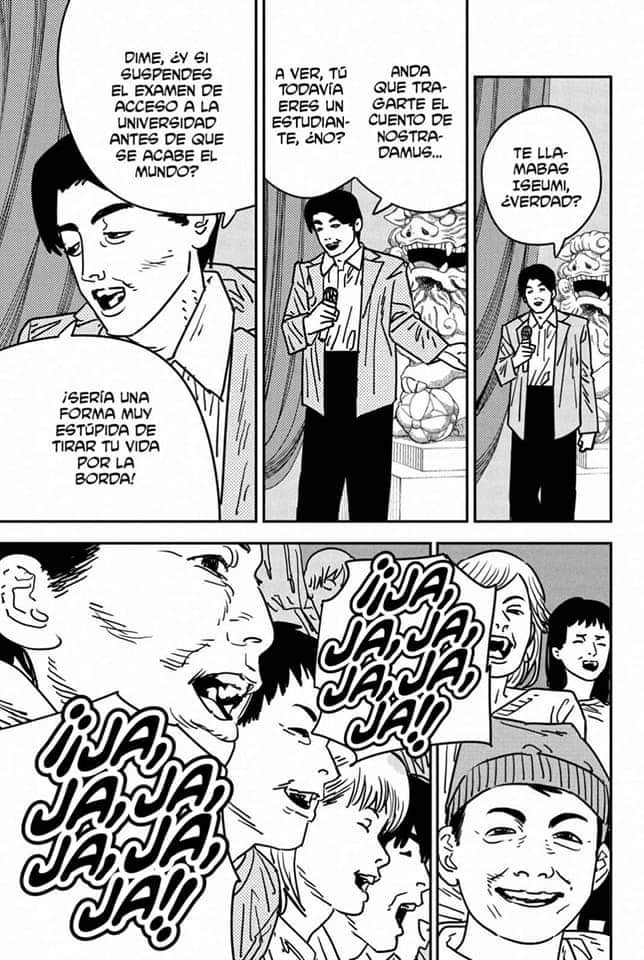 TE LLA-
MABAS
ISEUMI,
¿VERDAD?
ANDA
QUE TRA-
GARTE EL
CUENTO DE
NOSTRA-
DAMUS...
A VER, TÚ
TODAVÍA
ERES UN
ESTUDIAN-
TE, ¿NO?
DIME, ¿Y SI
SUSPENDES
EL EXAMEN DE
ACCESO A LA
UNIVERSIDAD
ANTES DE QUE
SE ACABE EL
MUNDO?
¡SERÍA UNA
FORMA MUY
ESTÚPIDA DE
TIRAR TU VIDA
POR LA
BORDA!
¡¡JA,
JA, JA,
JA, JA,
JA!!
¡¡JA,
JA, JA,
JA, JA,
JA!!